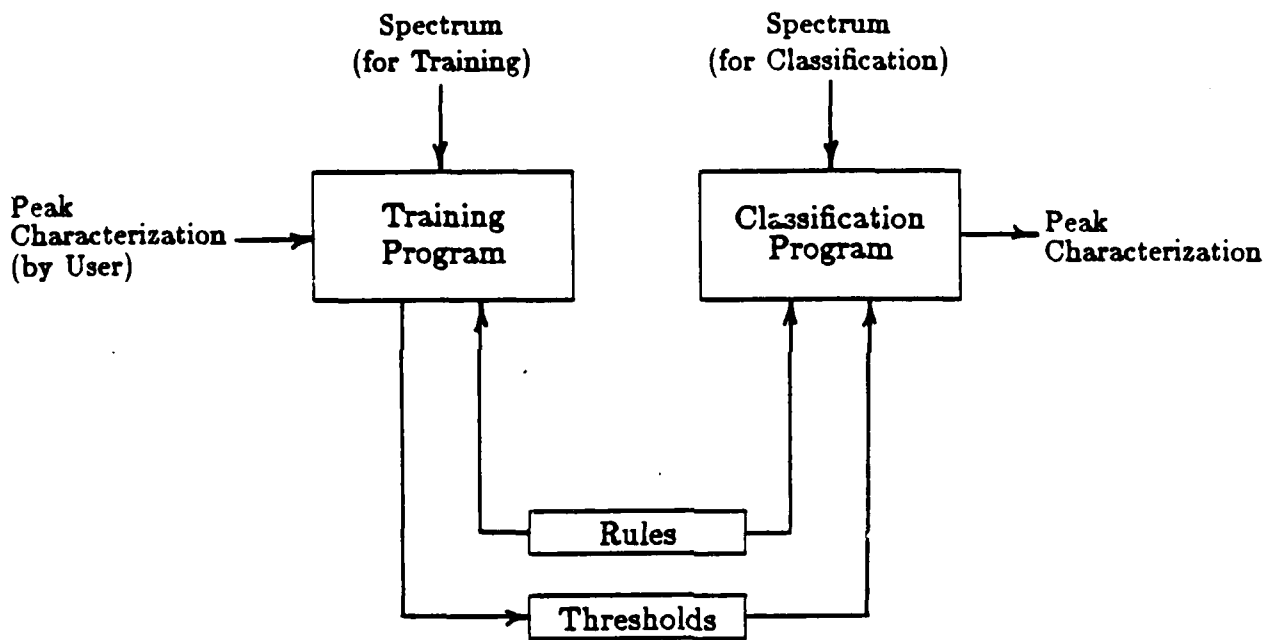 Spectrum
(for Training)
Spectrum
(for Classification)
Peak
Characterization
(by User)
Training
Program
Classification
Program
Peak
Characterization
Rules
Thresholds